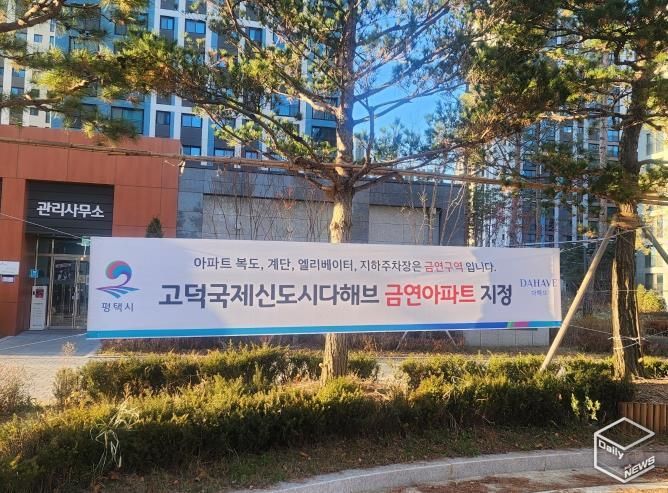 관리사무소
아파트 복도, 계단, 엘리베이터, 지하주차장은 금연구역 입니다.
고덕국제신도시다해브 금연아파트 지정
평택시
DAHAVE
다해브
Daily
NEWS